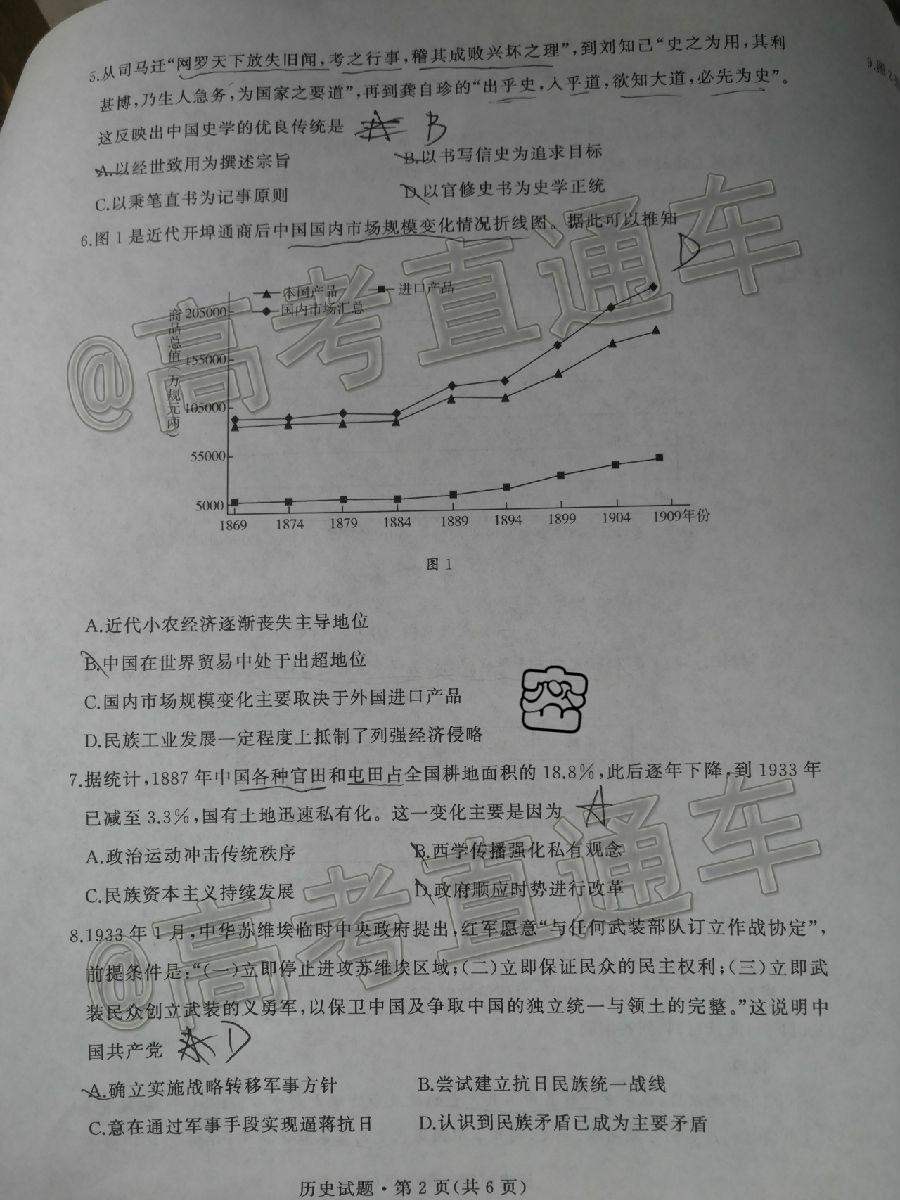 5.从司马迁“网罗天下放失旧闻,考之行事,稽其成败兴坏之理”,到刘知己“史之为用,其利
甚博,乃生人急务,为国家之要道”,再到龚自珍的“出乎史,入乎道,欲知大道,必先为史”。
这反映出中国史学的优良传统是 A B
A.以经世致用为撰述宗旨 B.以书写信史为追求目标
C.以秉笔直书为记事原则 D.以官修史书为史学正统
6.图1是近代开埠通商后中国国内市场规模变化情况折线图。据此可以推知
D
本国产品 进口产品
国内市场汇总
商品总值(万规元两)
205000
155000
105000
55000
5000
1869 1874 1879 1884 1889 1894 1899 1904 1909年份
图1
A.近代小农经济逐渐丧失主导地位
B.中国在世界贸易中处于出超地位
C.国内市场规模变化主要取决于外国进口产品
D.民族工业发展一定程度上抵制了列强经济侵略
7.据统计,1887年中国各种官田和屯田占全国耕地面积的18.8%,此后逐年下降,到1933年
已减至3.3%,国有土地迅速私有化。这一变化主要是因为 A
A.政治运动冲击传统秩序 B.西学传播强化私有观念
C.民族资本主义持续发展 D.政府顺应时势进行改革
8.1933年1月,中华苏维埃临时中央政府提出,红军愿意“与任何武装部队订立作战协定”,
前提条件是:“(一)立即停止进攻苏维埃区域;(二)立即保证民众的民主权利;(三)立即武
装民众创立武装的义勇军,以保卫中国及争取中国的独立统一与领土的完整。”这说明中
国共产党 A D
A.确立实施战略转移军事方针 B.尝试建立抗日民族统一战线
C.意在通过军事手段实现逼蒋抗日 D.认识到民族矛盾已成为主要矛盾
历史试题·第2页(共6页)
@高考直通车
@高考直通车
9.图2